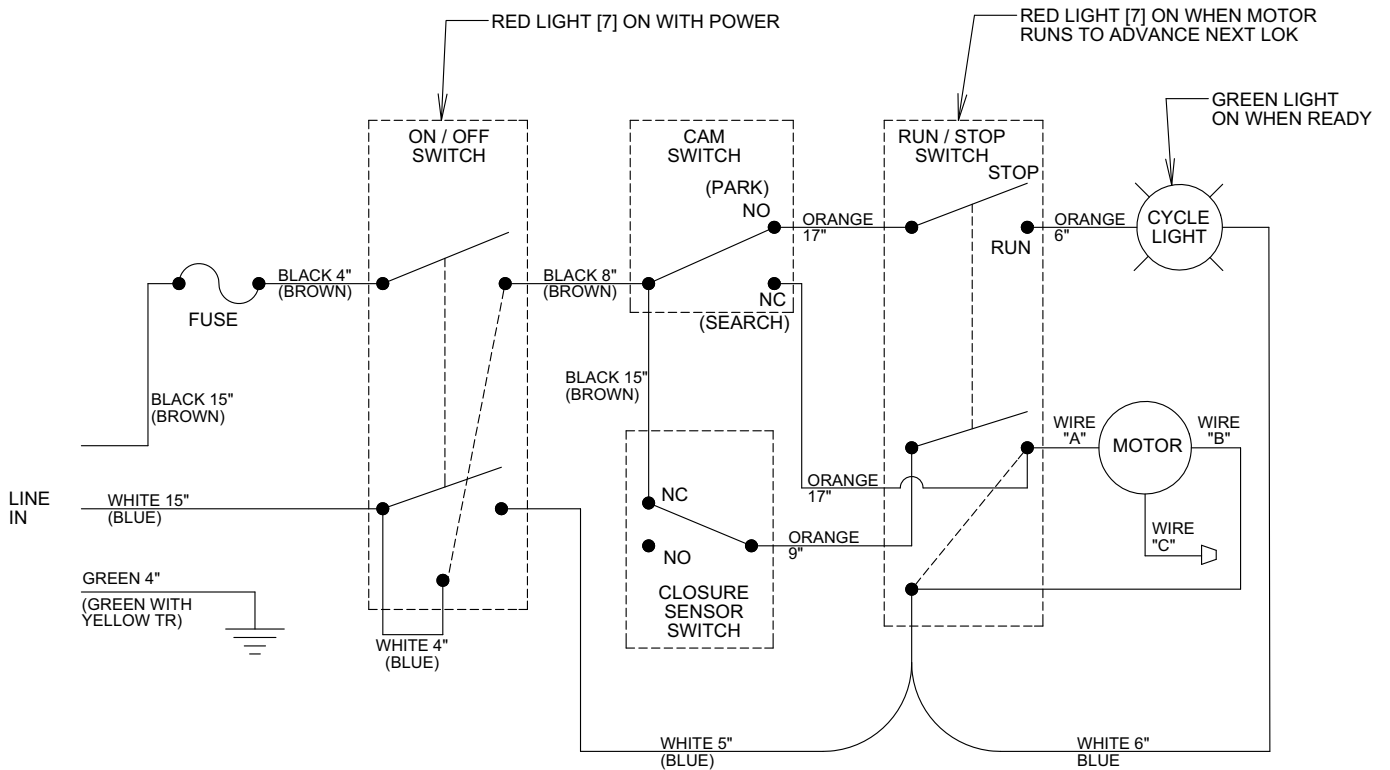 RED LIGHT [7] ON WITH POWER
RED LIGHT [7] ON WHEN MOTOR
RUNS TO ADVANCE NEXT LOK
GREEN LIGHT
ON WHEN READY
ON / OFF
SWITCH
CAM
SWITCH
(PARK)
NO
NC
(SEARCH)
RUN / STOP
SWITCH
STOP
RUN
ORANGE
17"
ORANGE
6"
CYCLE
LIGHT
BLACK 4"
(BROWN)
BLACK 8"
(BROWN)
FUSE
BLACK 15"
(BROWN)
BLACK 15"
(BROWN)
LINE
IN
WHITE 15"
(BLUE)
GREEN 4"
(GREEN WITH
YELLOW TR)
WHITE 4"
(BLUE)
NC
NO
CLOSURE
SENSOR
SWITCH
ORANGE
17"
ORANGE
9"
WIRE
"A"
MOTOR
WIRE
"B"
WIRE
"C"
WHITE 5"
(BLUE)
WHITE 6"
BLUE